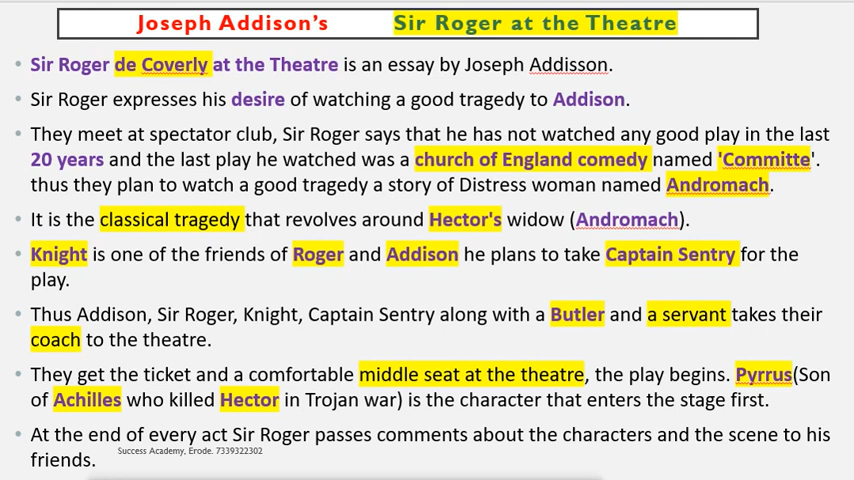 Joseph Addison's Sir Roger at the Theatre
• Sir Roger de Coverly at the Theatre is an essay by Joseph Addisson.
• Sir Roger expresses his desire of watching a good tragedy to Addison.
• They meet at spectator club, Sir Roger says that he has not watched any good play in the last
20 years and the last play he watched was a church of England comedy named 'Committe'.
thus they plan to watch a good tragedy a story of Distress woman named Andromach.
• It is the classical tragedy that revolves around Hector's widow (Andromach).
• Knight is one of the friends of Roger and Addison he plans to take Captain Sentry for the
play.
• Thus Addison, Sir Roger, Knight, Captain Sentry along with a Butler and a servant takes their
coach to the theatre.
• They get the ticket and a comfortable middle seat at the theatre, the play begins. Pyrrus(Son
of Achilles who killed Hector in Trojan war) is the character that enters the stage first.
• At the end of every act Sir Roger passes comments about the characters and the scene to his
friends.
Success Academy, Erode. 7339322302